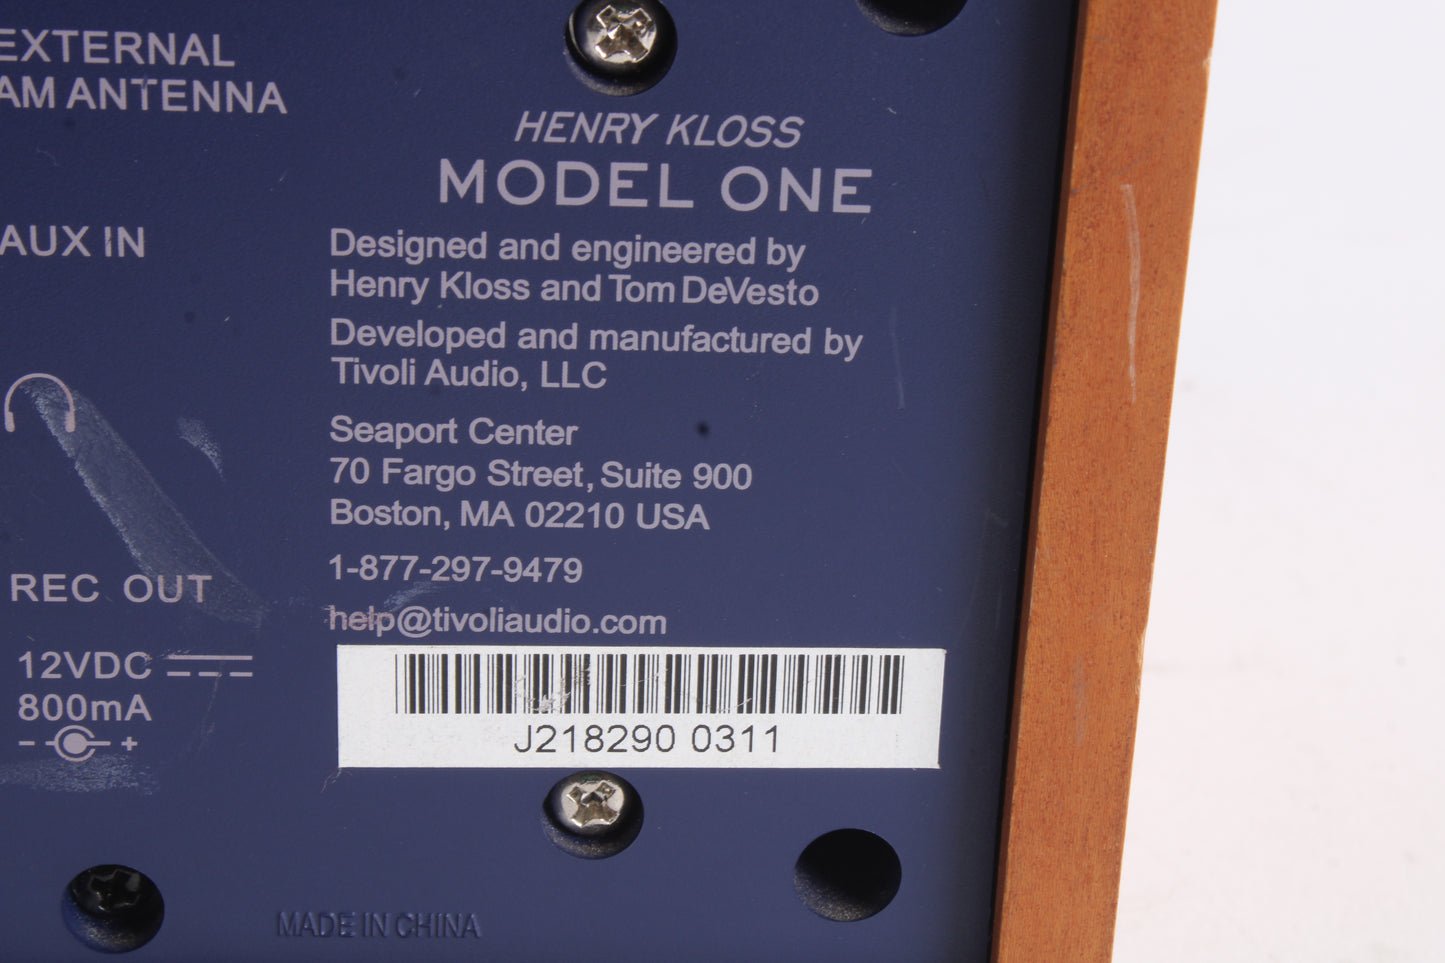 EXTERNAL
AM ANTENNA
HENRY KLOSS
MODEL ONE
AUX IN
Designed and engineered by
Henry Kloss and Tom DeVesto
Developed and manufactured by
Tivoli Audio, LLC
Seaport Center
70 Fargo Street, Suite 900
Boston, MA 02210 USA
1-877-297-9479
REC OUT
help@tivoliaudio.com
12VDC
800mA
- +
J218290 0311
MADE IN CHINA